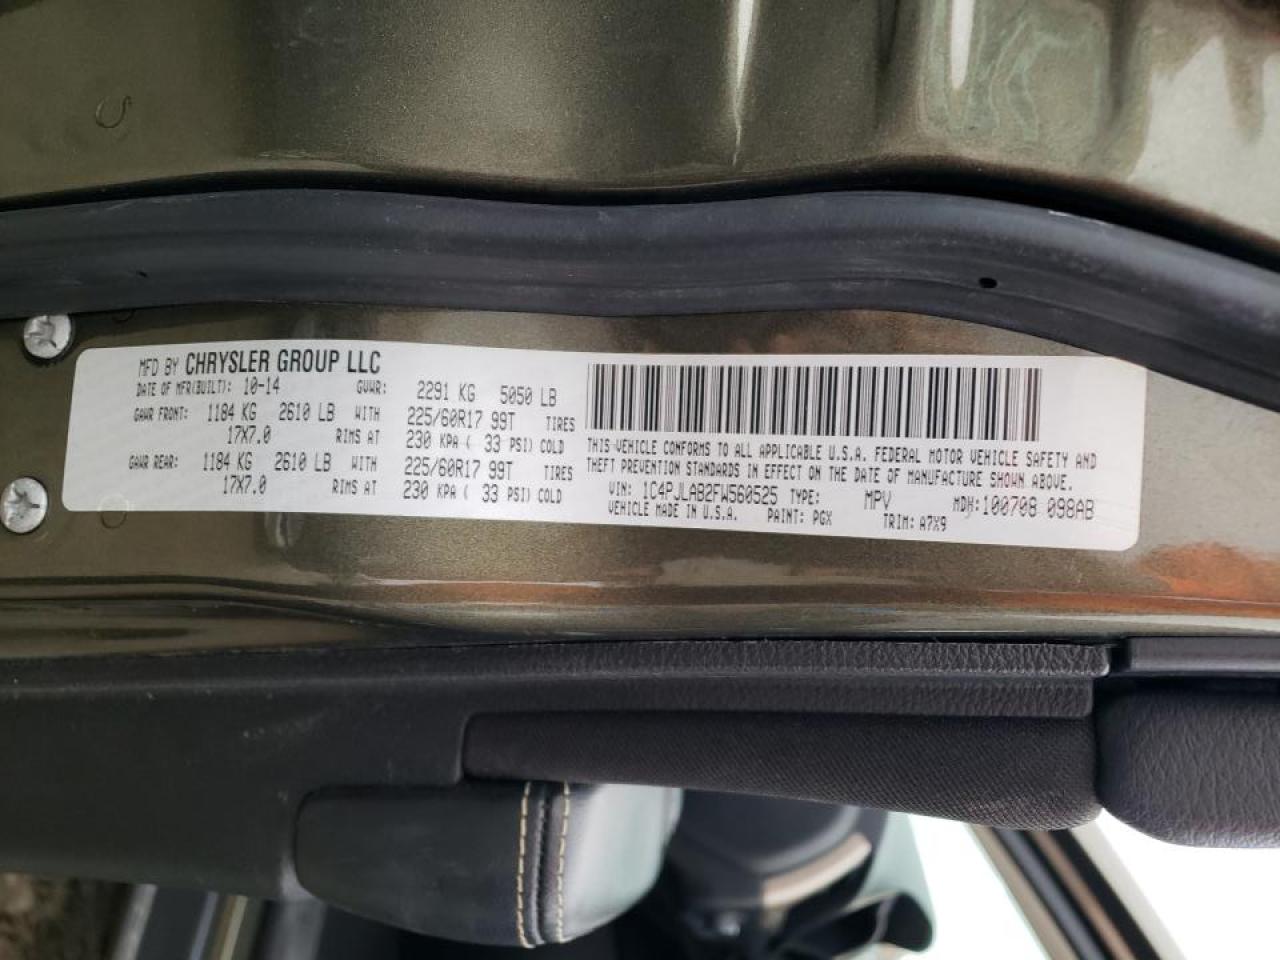 MFD BY CHRYSLER GROUP LLC
DATE OF MFR(BUILT): 10-14 GVWR: 2291 KG 5050 LB
GAWR FRONT: 1184 KG 2610 LB WITH 225/60R17 99T TIRES
17X7.0 RIMS AT 230 KPA ( 33 PSI) COLD
GAWR REAR: 1184 KG 2610 LB WITH 225/60R17 99T TIRES
17X7.0 RIMS AT 230 KPA ( 33 PSI) COLD
THIS VEHICLE CONFORMS TO ALL APPLICABLE U.S.A. FEDERAL MOTOR VEHICLE SAFETY AND
THEFT PREVENTION STANDARDS IN EFFECT ON THE DATE OF MANUFACTURE SHOWN ABOVE.
VIN: 1C4PJLAB2FW560525 TYPE: MPV MDH: 100708 098AB
VEHICLE MADE IN U.S.A. PAINT: PGX TRIM: A7X9